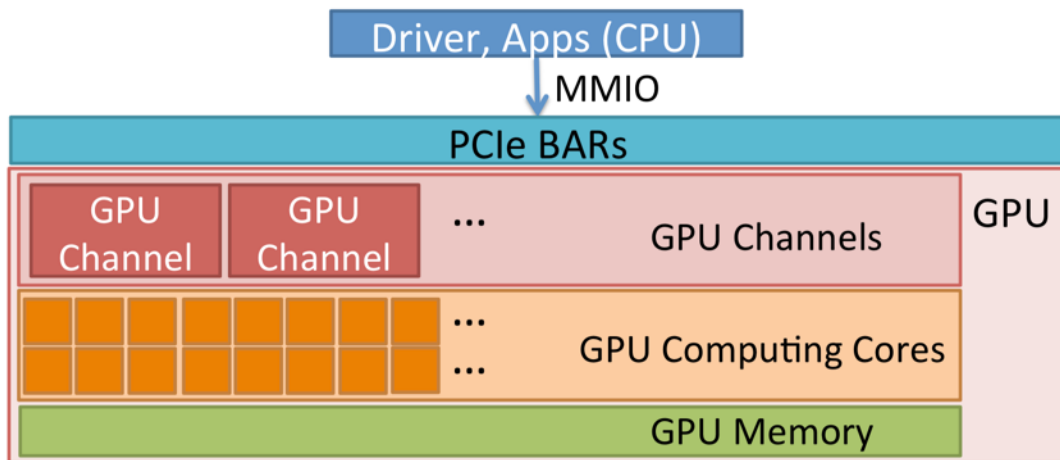 Driver, Apps (CPU)
MMIO
PCIe BARs
GPU
Channel
GPU
Channel
...
GPU Channels
GPU
...
...
GPU Computing Cores
GPU Memory